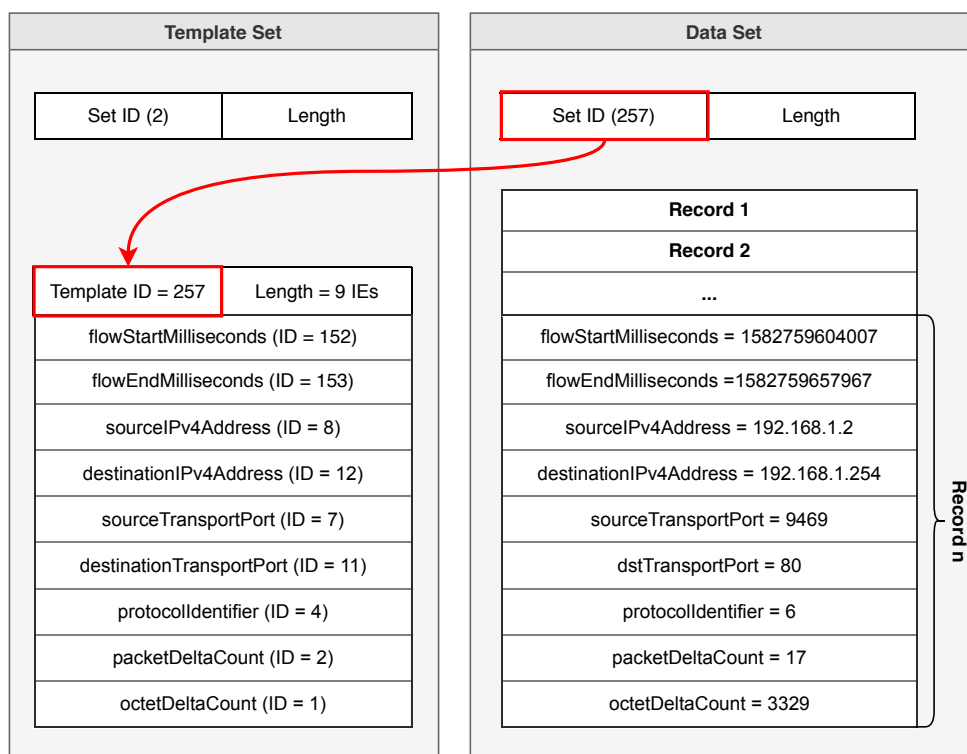 Template Set
Set ID (2)
Length
Template ID = 257
Length = 9 IEs
flowStartMilliseconds (ID = 152)
flowEndMilliseconds (ID = 153)
sourceIPv4Address (ID = 8)
destinationIPv4Address (ID = 12)
sourceTransportPort (ID = 7)
destinationTransportPort (ID = 11)
protocolIdentifier (ID = 4)
packetDeltaCount (ID = 2)
octetDeltaCount (ID = 1)
Data Set
Set ID (257)
Length
Record 1
Record 2
...
flowStartMilliseconds = 1582759604007
flowEndMilliseconds =1582759657967
sourceIPv4Address = 192.168.1.2
destinationIPv4Address = 192.168.1.254
sourceTransportPort = 9469
dstTransportPort = 80
protocolIdentifier = 6
packetDeltaCount = 17
octetDeltaCount = 3329
Record n